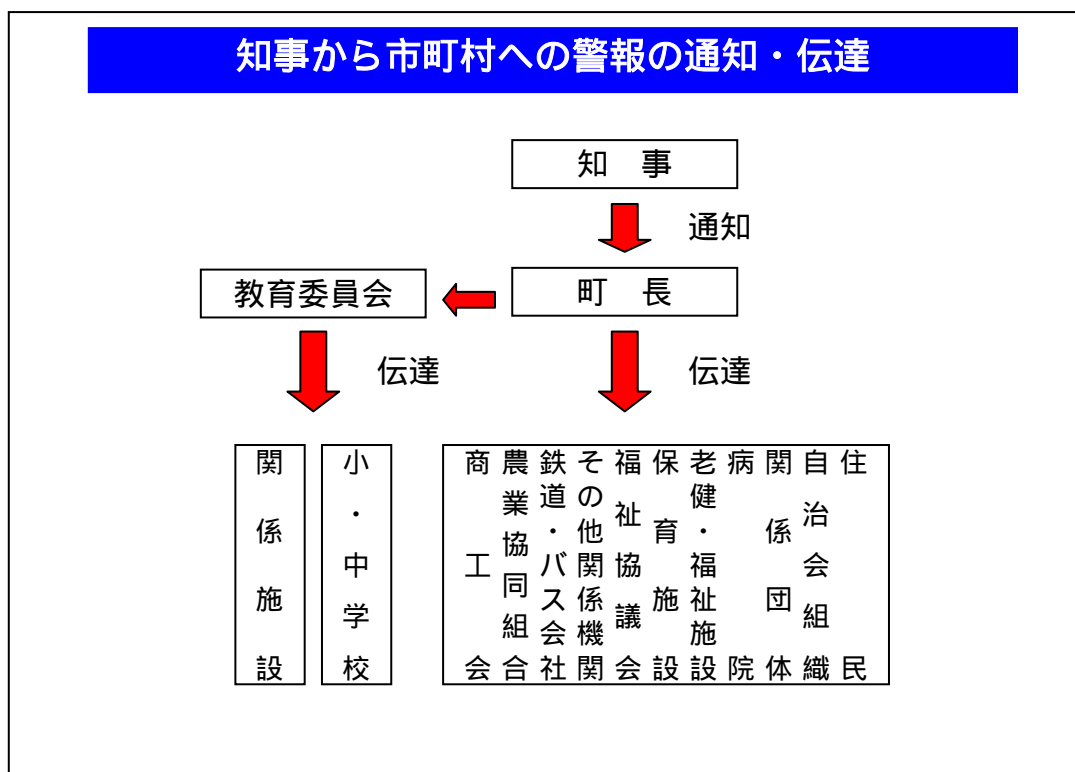 知事から市町村への警報の通知・伝達
知　事
通知
教育委員会
町　長
伝達
伝達
住民
自治会組織
関係団体
病院
老健・福祉施設
保育施設
福祉協議会
その他関係機関
鉄道・バス会社
農業協同組合
商工会
小・中学校
関係施設